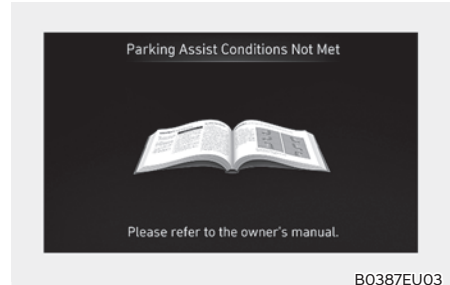 Parking Assist Conditions Not Met
Please refer to the owner's manual.
B0387EU03